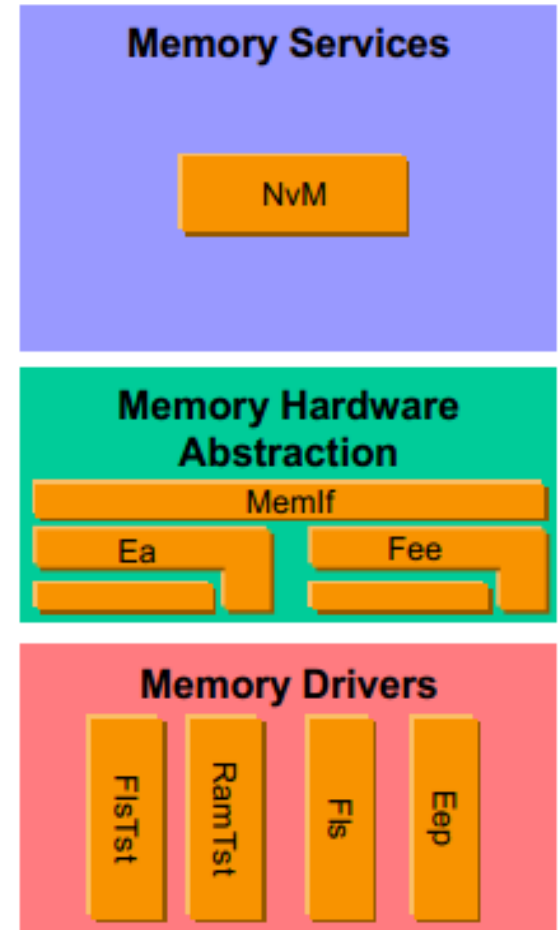 Memory Services
NvM
Memory Hardware
Abstraction
MemIf
Ea
Fee
Memory Drivers
FlsTst
RamTst
Fls
Eep